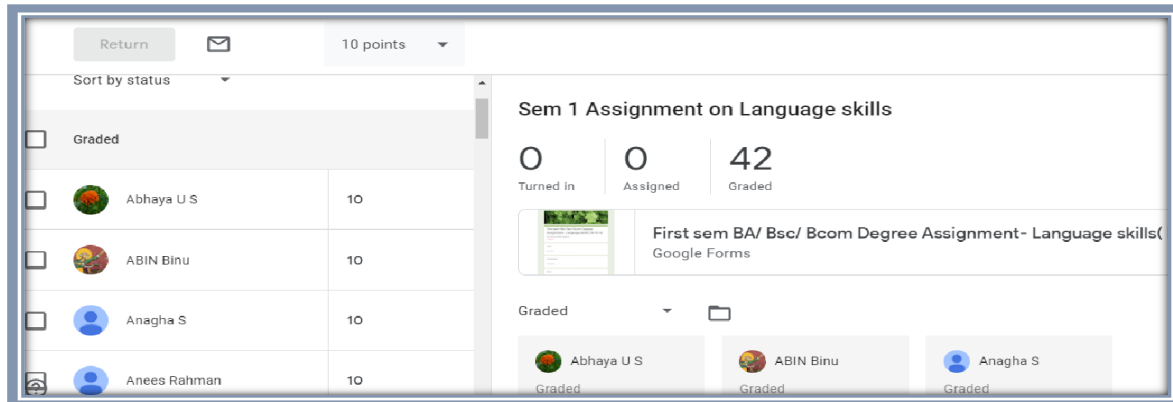 Return
10 points
Sort by status
Graded
Abhaya U S 10
ABIN Binu 10
Anagha S 10
Anees Rahman 10
Sem 1 Assignment on Language skills
0 0 42
Turned in Assigned Graded
First sem BA/ Bsc/ Bcom Degree Assignment- Language skills(
Google Forms
Graded
Abhaya U S ABIN Binu Anagha S
Graded Graded Graded